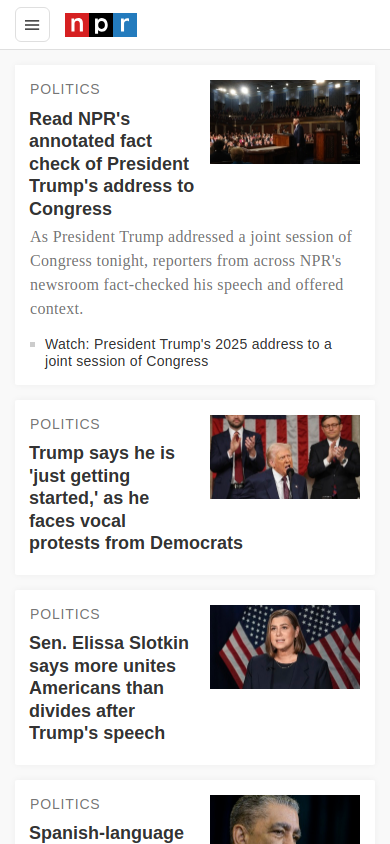 npr
POLITICS
Read NPR's
annotated fact
check of President
Trump's address to
Congress
As President Trump addressed a joint session of
Congress tonight, reporters from across NPR's
newsroom fact-checked his speech and offered
context.
Watch: President Trump's 2025 address to a
joint session of Congress
POLITICS
Trump says he is
'just getting
started,' as he
faces vocal
protests from Democrats
POLITICS
Sen. Elissa Slotkin
says more unites
Americans than
divides after
Trump's speech
POLITICS
Spanish-language